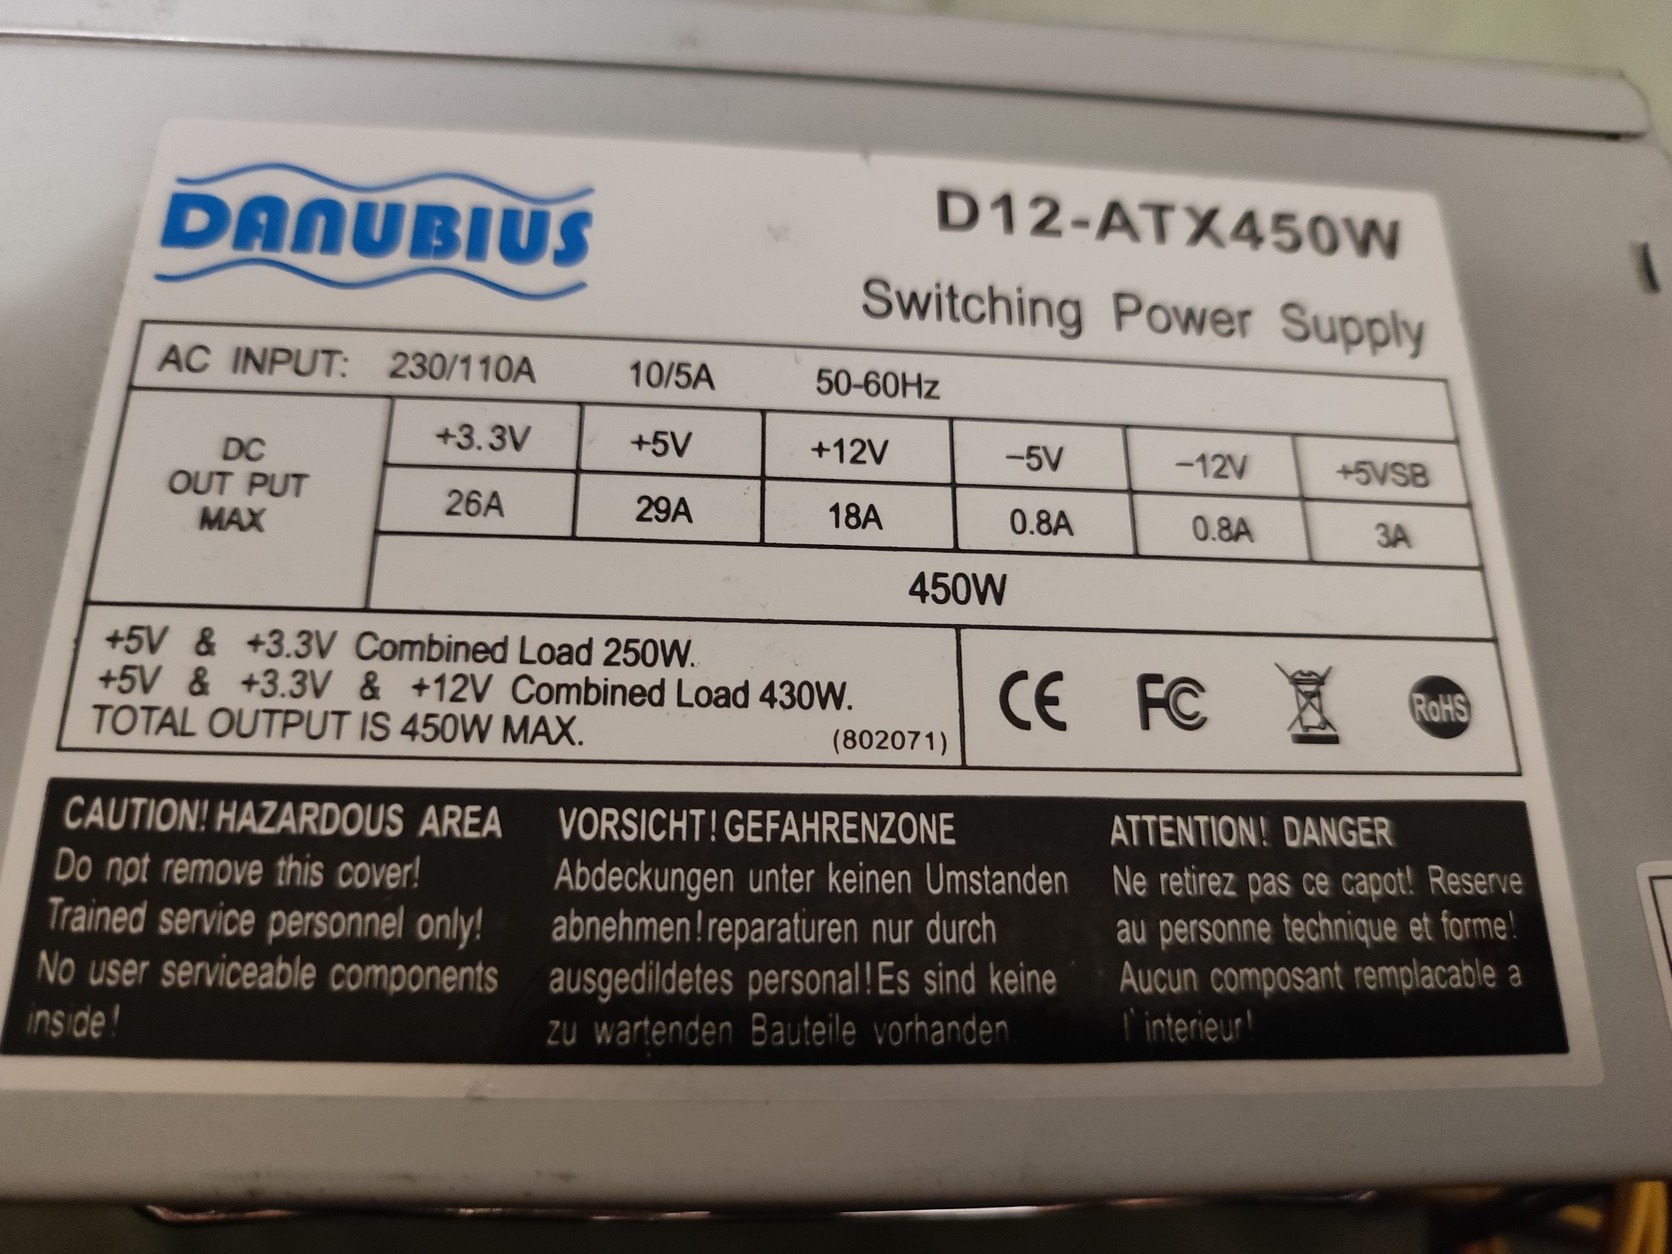 DANUBIUS
D12-ATX450W
Switching Power Supply
AC INPUT: 230/110A 10/5A 50-60Hz
DC
OUT PUT
MAX
+3.3V +5V +12V -5V -12V +5VSB
26A 29A 18A 0.8A 0.8A 3A
450W
+5V & +3.3V Combined Load 250W.
+5V & +3.3V & +12V Combined Load 430W.
TOTAL OUTPUT IS 450W MAX.
(802071)
CE FC RoHS
CAUTION! HAZARDOUS AREA
Do not remove this cover!
Trained service personnel only!
No user serviceable components
inside!
VORSICHT! GEFAHRENZONE
Abdeckungen unter keinen Umstanden
abnehmen! reparaturen nur durch
ausgedildetes personal! Es sind keine
zu wartenden Bauteile vorhanden
ATTENTION! DANGER
Ne retirez pas ce capot! Reserve
au personne technique et forme!
Aucun composant remplacable a
l'interieur!